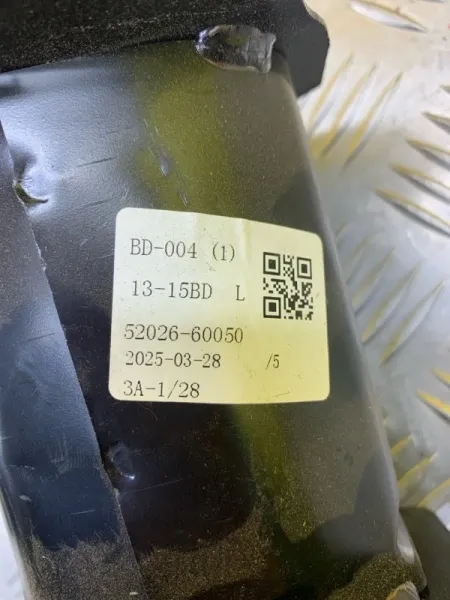 BD-004 (1)
13-15BD L
52026-60050
2025-03-28 /5
3A-1/28